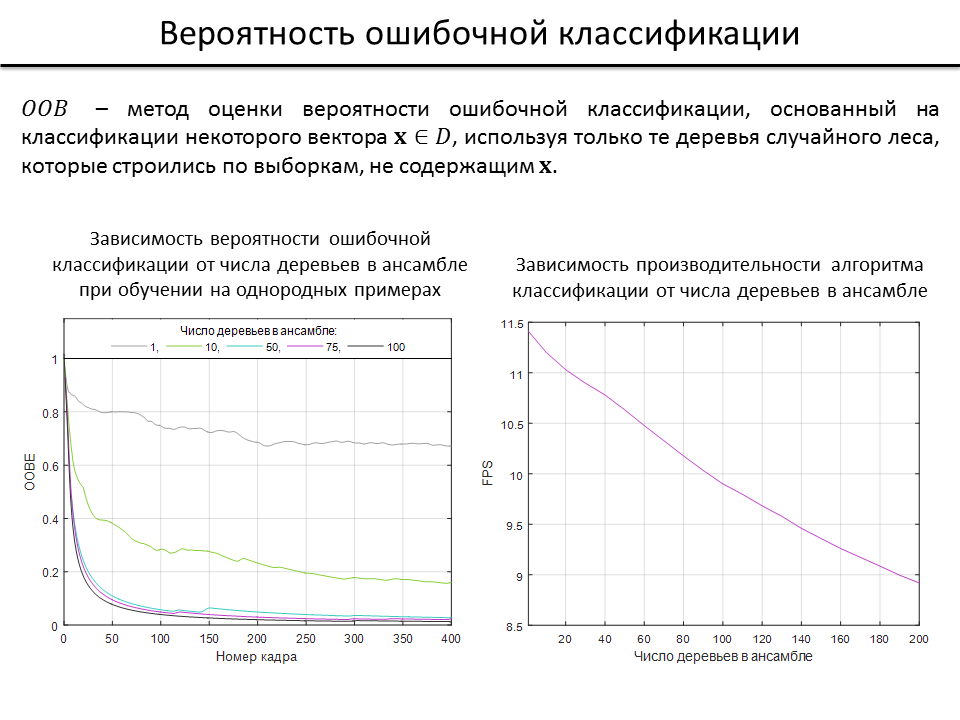 Вероятность ошибочной классификации
OOB – метод оценки вероятности ошибочной классификации, основанный на
классификации некоторого вектора x ∈ D, используя только те деревья случайного леса,
которые строились по выборкам, не содержащим x.
Зависимость вероятности ошибочной
классификации от числа деревьев в ансамбле
при обучении на однородных примерах
Число деревьев в ансамбле:
1, 10, 50, 75, 100
1
0.8
0.6
0.4
0.2
0
OOBE
0 50 100 150 200 250 300 350 400
Номер кадра
Зависимость производительности алгоритма
классификации от числа деревьев в ансамбле
11.5
11
10.5
10
9.5
9
8.5
FPS
20 40 60 80 100 120 140 160 180 200
Число деревьев в ансамбле